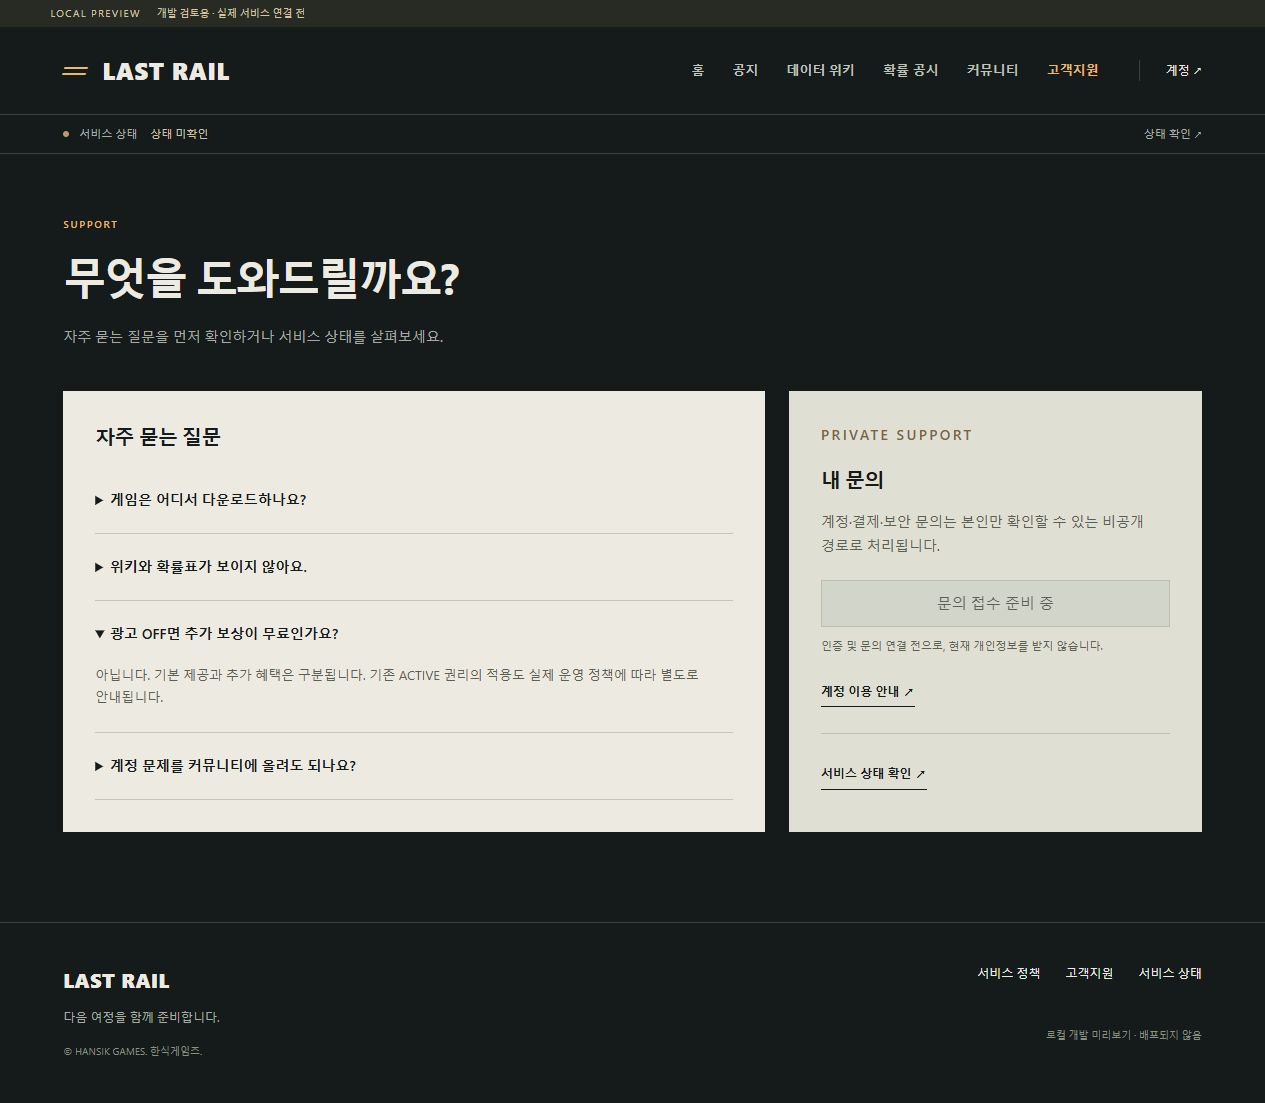 LOCAL PREVIEW 개발 검토용 · 실제 서비스 연결 전
LAST RAIL
홈 공지 데이터 위키 확률 공시 커뮤니티 고객지원 계정 ↗
서비스 상태 상태 미확인
상태 확인 ↗
SUPPORT
무엇을 도와드릴까요?
자주 묻는 질문을 먼저 확인하거나 서비스 상태를 살펴보세요.
자주 묻는 질문
▶ 게임은 어디서 다운로드하나요?
▶ 위키와 확률표가 보이지 않아요.
▼ 광고 OFF면 추가 보상이 무료인가요?
아닙니다. 기본 제공과 추가 혜택은 구분됩니다. 기존 ACTIVE 권리의 적용도 실제 운영 정책에 따라 별도로
안내됩니다.
▶ 계정 문제를 커뮤니티에 올려도 되나요?
PRIVATE SUPPORT
내 문의
계정·결제·보안 문의는 본인만 확인할 수 있는 비공개
경로로 처리됩니다.
문의 접수 준비 중
인증 및 문의 연결 전으로, 현재 개인정보를 받지 않습니다.
계정 이용 안내 ↗
서비스 상태 확인 ↗
LAST RAIL
다음 여정을 함께 준비합니다.
© HANSIK GAMES. 한식게임즈.
서비스 정책 고객지원 서비스 상태
로컬 개발 미리보기 · 배포되지 않음